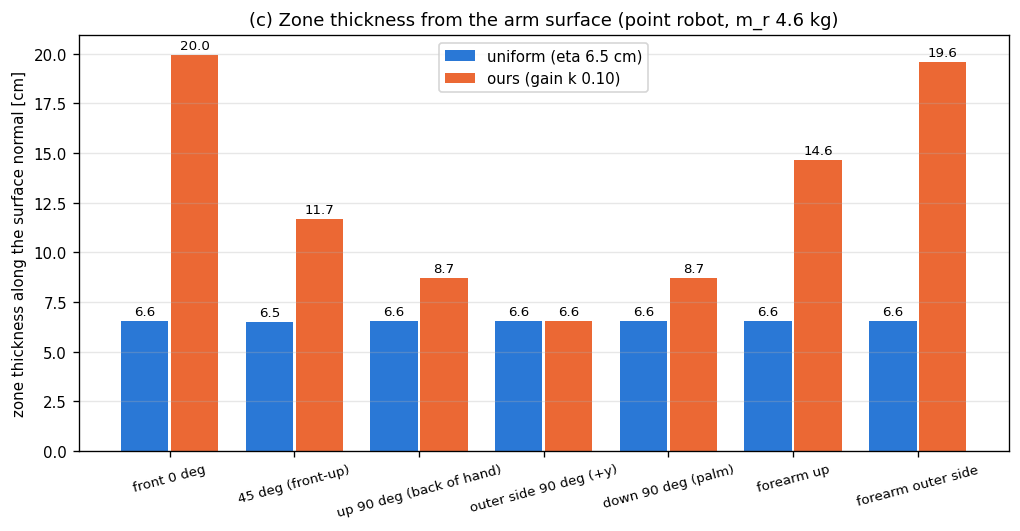 (c) Zone thickness from the arm surface (point robot, m_r 4.6 kg)
uniform (eta 6.5 cm)
ours (gain k 0.10)
zone thickness along the surface normal [cm]
20.0
17.5
15.0
12.5
10.0
7.5
5.0
2.5
0.0
6.6
20.0
6.5
11.7
6.6
8.7
6.6
6.6
6.6
8.7
6.6
14.6
6.6
19.6
front 0 deg
45 deg (front-up)
up 90 deg (back of hand)
outer side 90 deg (+y)
down 90 deg (palm)
forearm up
forearm outer side